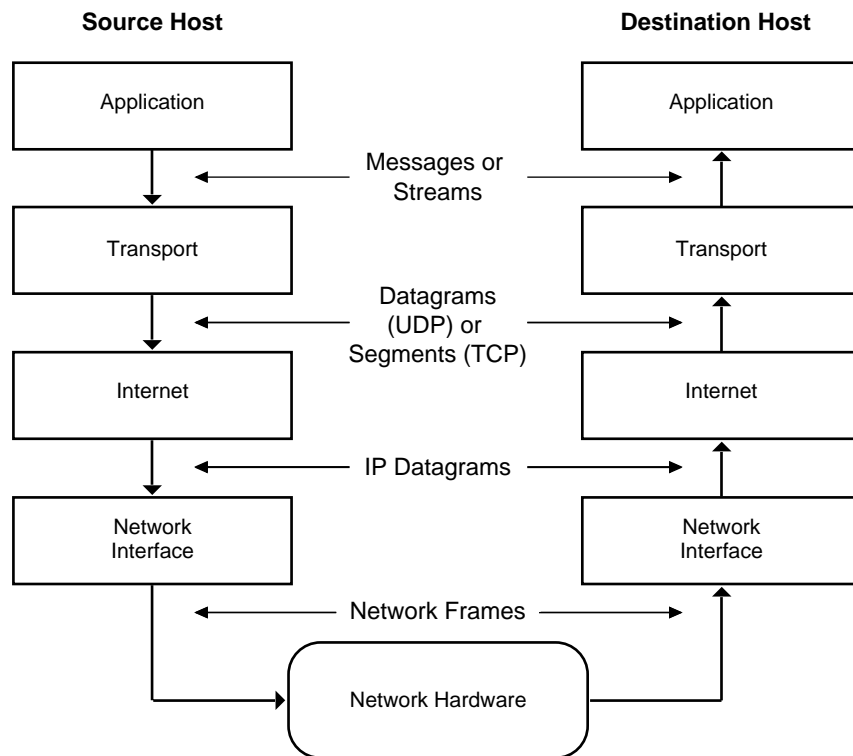 Source Host
Destination Host
Application
Application
Messages or
Streams
Transport
Transport
Datagrams
(UDP) or
Segments (TCP)
Internet
Internet
IP Datagrams
Network
Interface
Network
Interface
Network Frames
Network Hardware